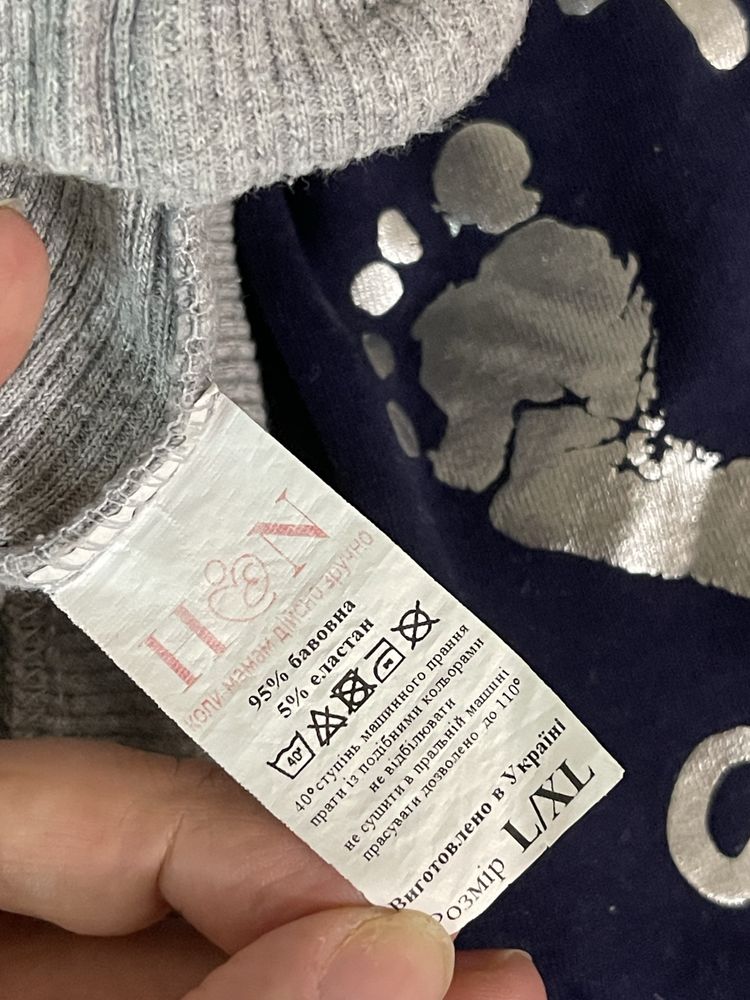 H&N
коли мамам дійсно зручно
95% бавовна
5% еластан
40°
40° ступінь машинного прання
прати із подібними кольорами
не відбілювати
не сушити в пральній машині
прасувати дозволено до 110°
Виготовлено в Україні
Розмір L/XL